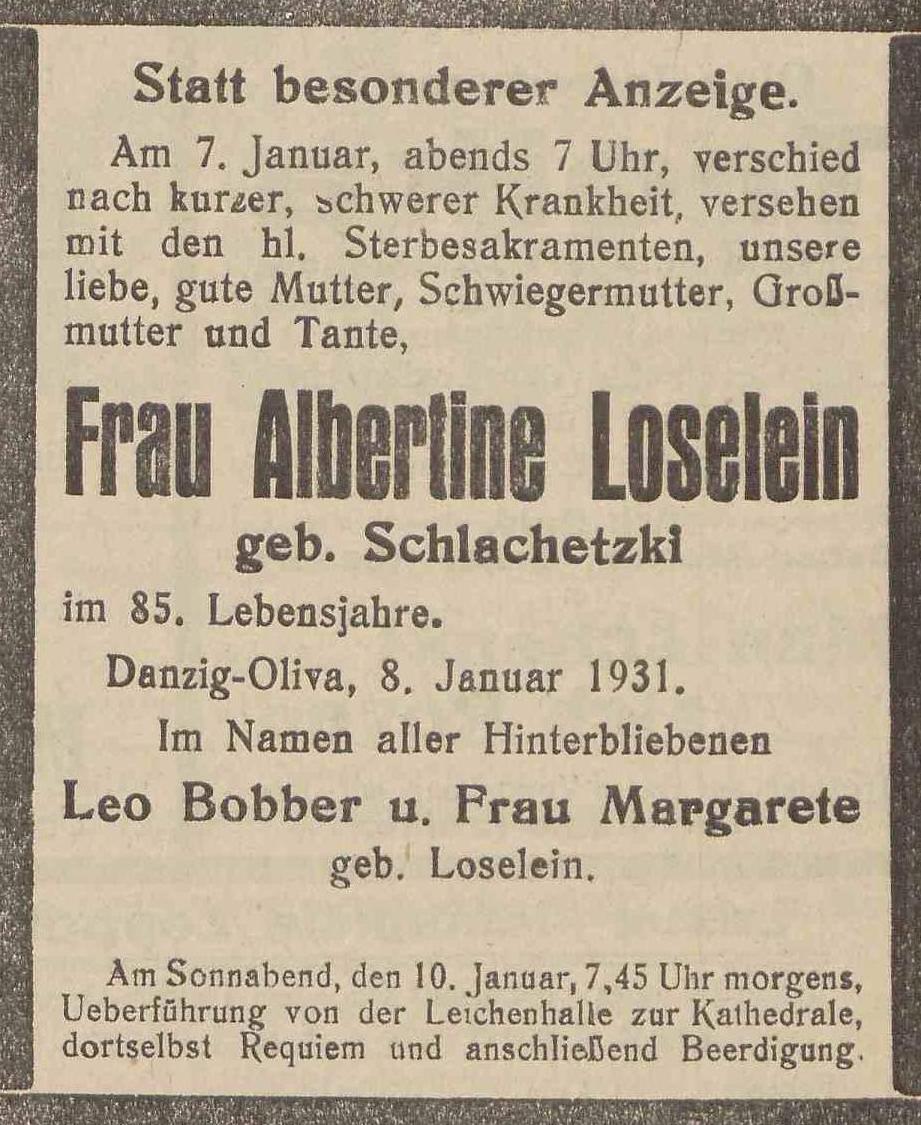 Statt besonderer Anzeige.
Am 7. Januar, abends 7 Uhr, verschied
nach kurzer, schwerer Krankheit, versehen
mit den hl. Sterbesakramenten, unsere
liebe, gute Mutter, Schwiegermutter, Groß-
mutter und Tante,
Frau Albertine Loselein
geb. Schlachetzki
im 85. Lebensjahre.
Danzig-Oliva, 8. Januar 1931.
Im Namen aller Hinterbliebenen
Leo Bobber u. Frau Margarete
geb. Loselein.
Am Sonnabend, den 10. Januar, 7,45 Uhr morgens,
Ueberführung von der Leichenhalle zur Kathedrale,
dortselbst Requiem und anschließend Beerdigung.